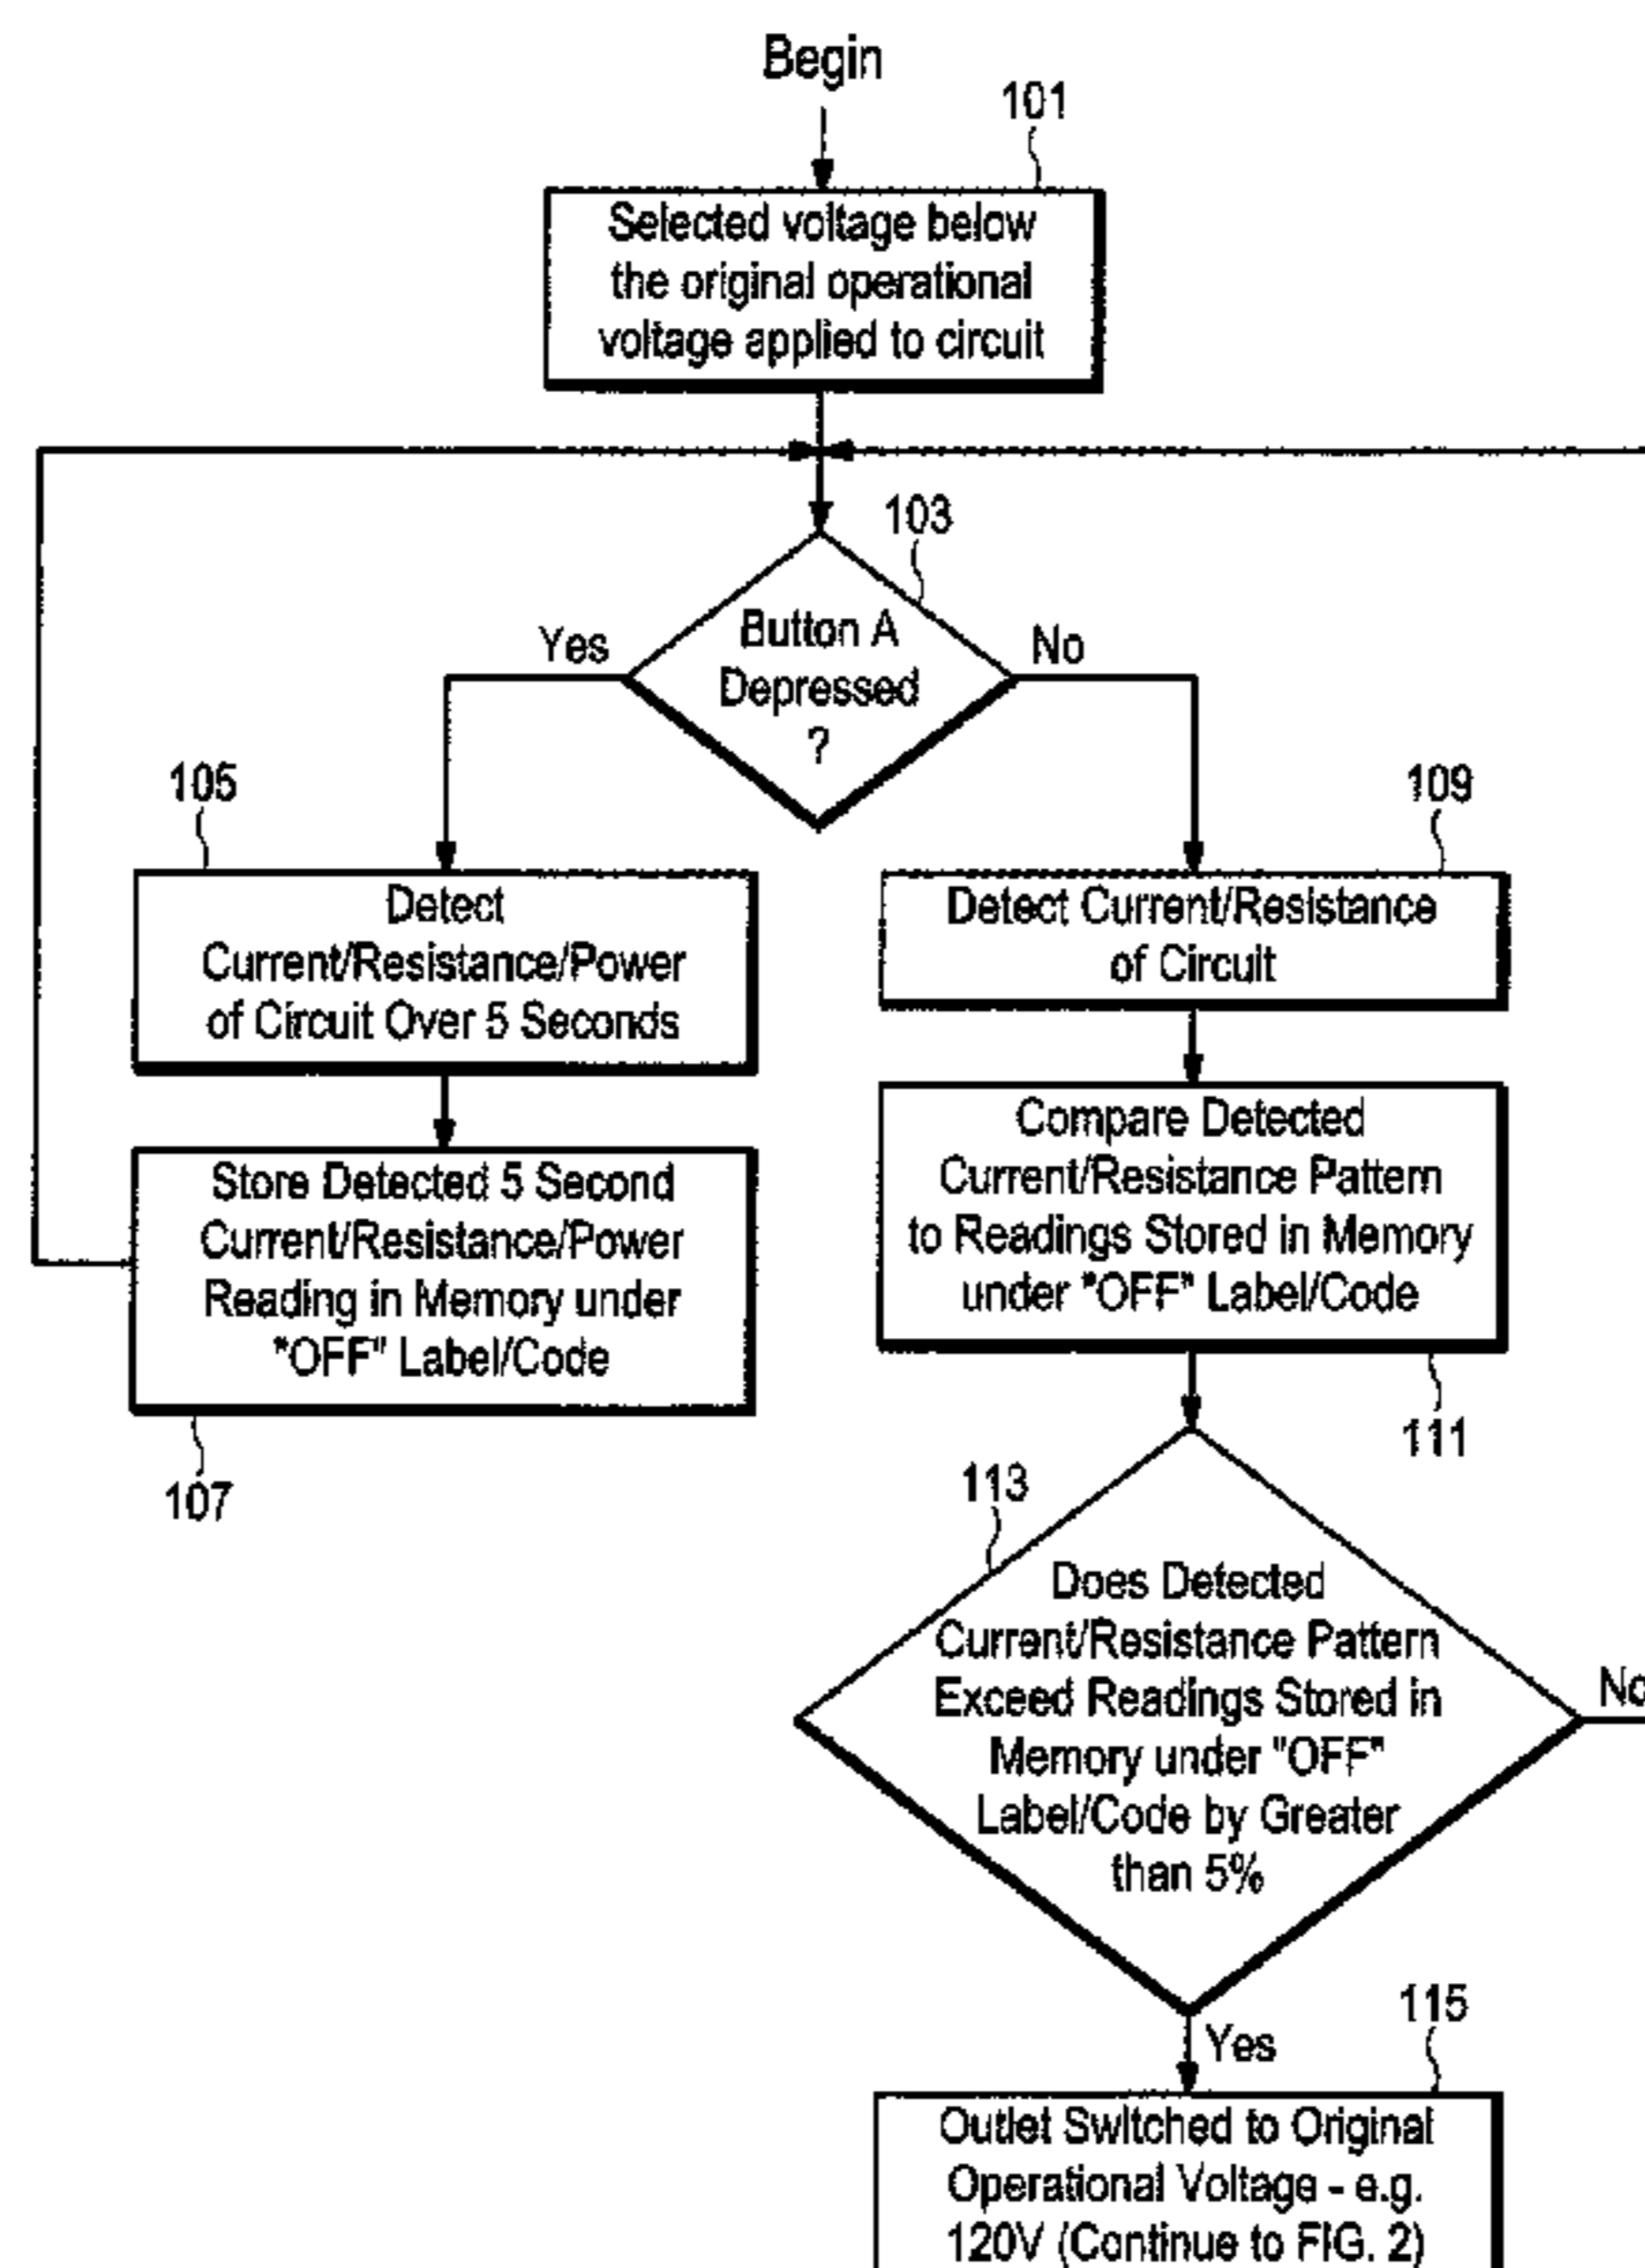 Begin
101
Selected voltage below
the original operational
voltage applied to circuit
103
Button A
Depressed
?
Yes
No
105
Detect
Current/Resistance/Power
of Circuit Over 5 Seconds
Store Detected 5 Second
Current/Resistance/Power
Reading in Memory under
"OFF" Label/Code
107
109
Detect Current/Resistance
of Circuit
Compare Detected
Current/Resistance Pattern
to Readings Stored in Memory
under "OFF" Label/Code
111
113
Does Detected
Current/Resistance Pattern
Exceed Readings Stored in
Memory under "OFF"
Label/Code by Greater
than 5%
No
Yes
115
Outlet Switched to Original
Operational Voltage - e.g.
120V (Continue to FIG. 2)